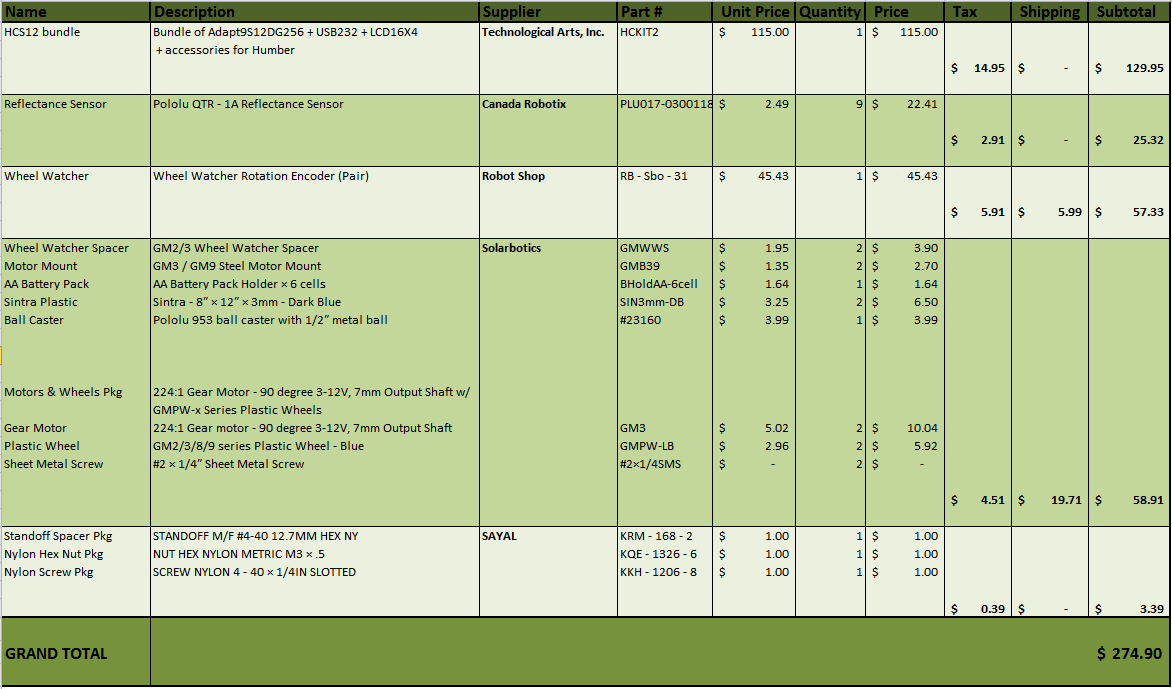 Name Description Supplier Part # Unit Price Quantity Price Tax Shipping Subtotal
HCS12 bundle Bundle of Adapt9S12DG256 + USB232 + LCD16X4 Technological Arts, Inc. HCKIT2 $ 115.00 1 $ 115.00
+ accessories for Humber
$ 14.95 $ - $ 129.95
Reflectance Sensor Pololu QTR - 1A Reflectance Sensor Canada Robotix PLU017-0300118 $ 2.49 9 $ 22.41
$ 2.91 $ - $ 25.32
Wheel Watcher Wheel Watcher Rotation Encoder (Pair) Robot Shop RB - Sbo - 31 $ 45.43 1 $ 45.43
$ 5.91 $ 5.99 $ 57.33
Wheel Watcher Spacer GM2/3 Wheel Watcher Spacer Solarbotics GMWWS $ 1.95 2 $ 3.90
Motor Mount GM3 / GM9 Steel Motor Mount GMB39 $ 1.35 2 $ 2.70
AA Battery Pack AA Battery Pack Holder × 6 cells BHoldAA-6cell $ 1.64 1 $ 1.64
Sintra Plastic Sintra - 8” × 12” × 3mm - Dark Blue SIN3mm-DB $ 3.25 2 $ 6.50
Ball Caster Pololu 953 ball caster with 1/2” metal ball #23160 $ 3.99 1 $ 3.99
Motors & Wheels Pkg 224:1 Gear Motor - 90 degree 3-12V, 7mm Output Shaft w/
GMPW-x Series Plastic Wheels
Gear Motor 224:1 Gear motor - 90 degree 3-12V, 7mm Output Shaft GM3 $ 5.02 2 $ 10.04
Plastic Wheel GM2/3/8/9 series Plastic Wheel - Blue GMPW-LB $ 2.96 2 $ 5.92
Sheet Metal Screw #2 × 1/4” Sheet Metal Screw #2×1/4SMS $ - 2 $ -
$ 4.51 $ 19.71 $ 58.91
Standoff Spacer Pkg STANDOFF M/F #4-40 12.7MM HEX NY SAYAL KRM - 168 - 2 $ 1.00 1 $ 1.00
Nylon Hex Nut Pkg NUT HEX NYLON METRIC M3 × .5 KQE - 1326 - 6 $ 1.00 1 $ 1.00
Nylon Screw Pkg SCREW NYLON 4 - 40 × 1/4IN SLOTTED KKH - 1206 - 8 $ 1.00 1 $ 1.00
$ 0.39 $ - $ 3.39
GRAND TOTAL $ 274.90